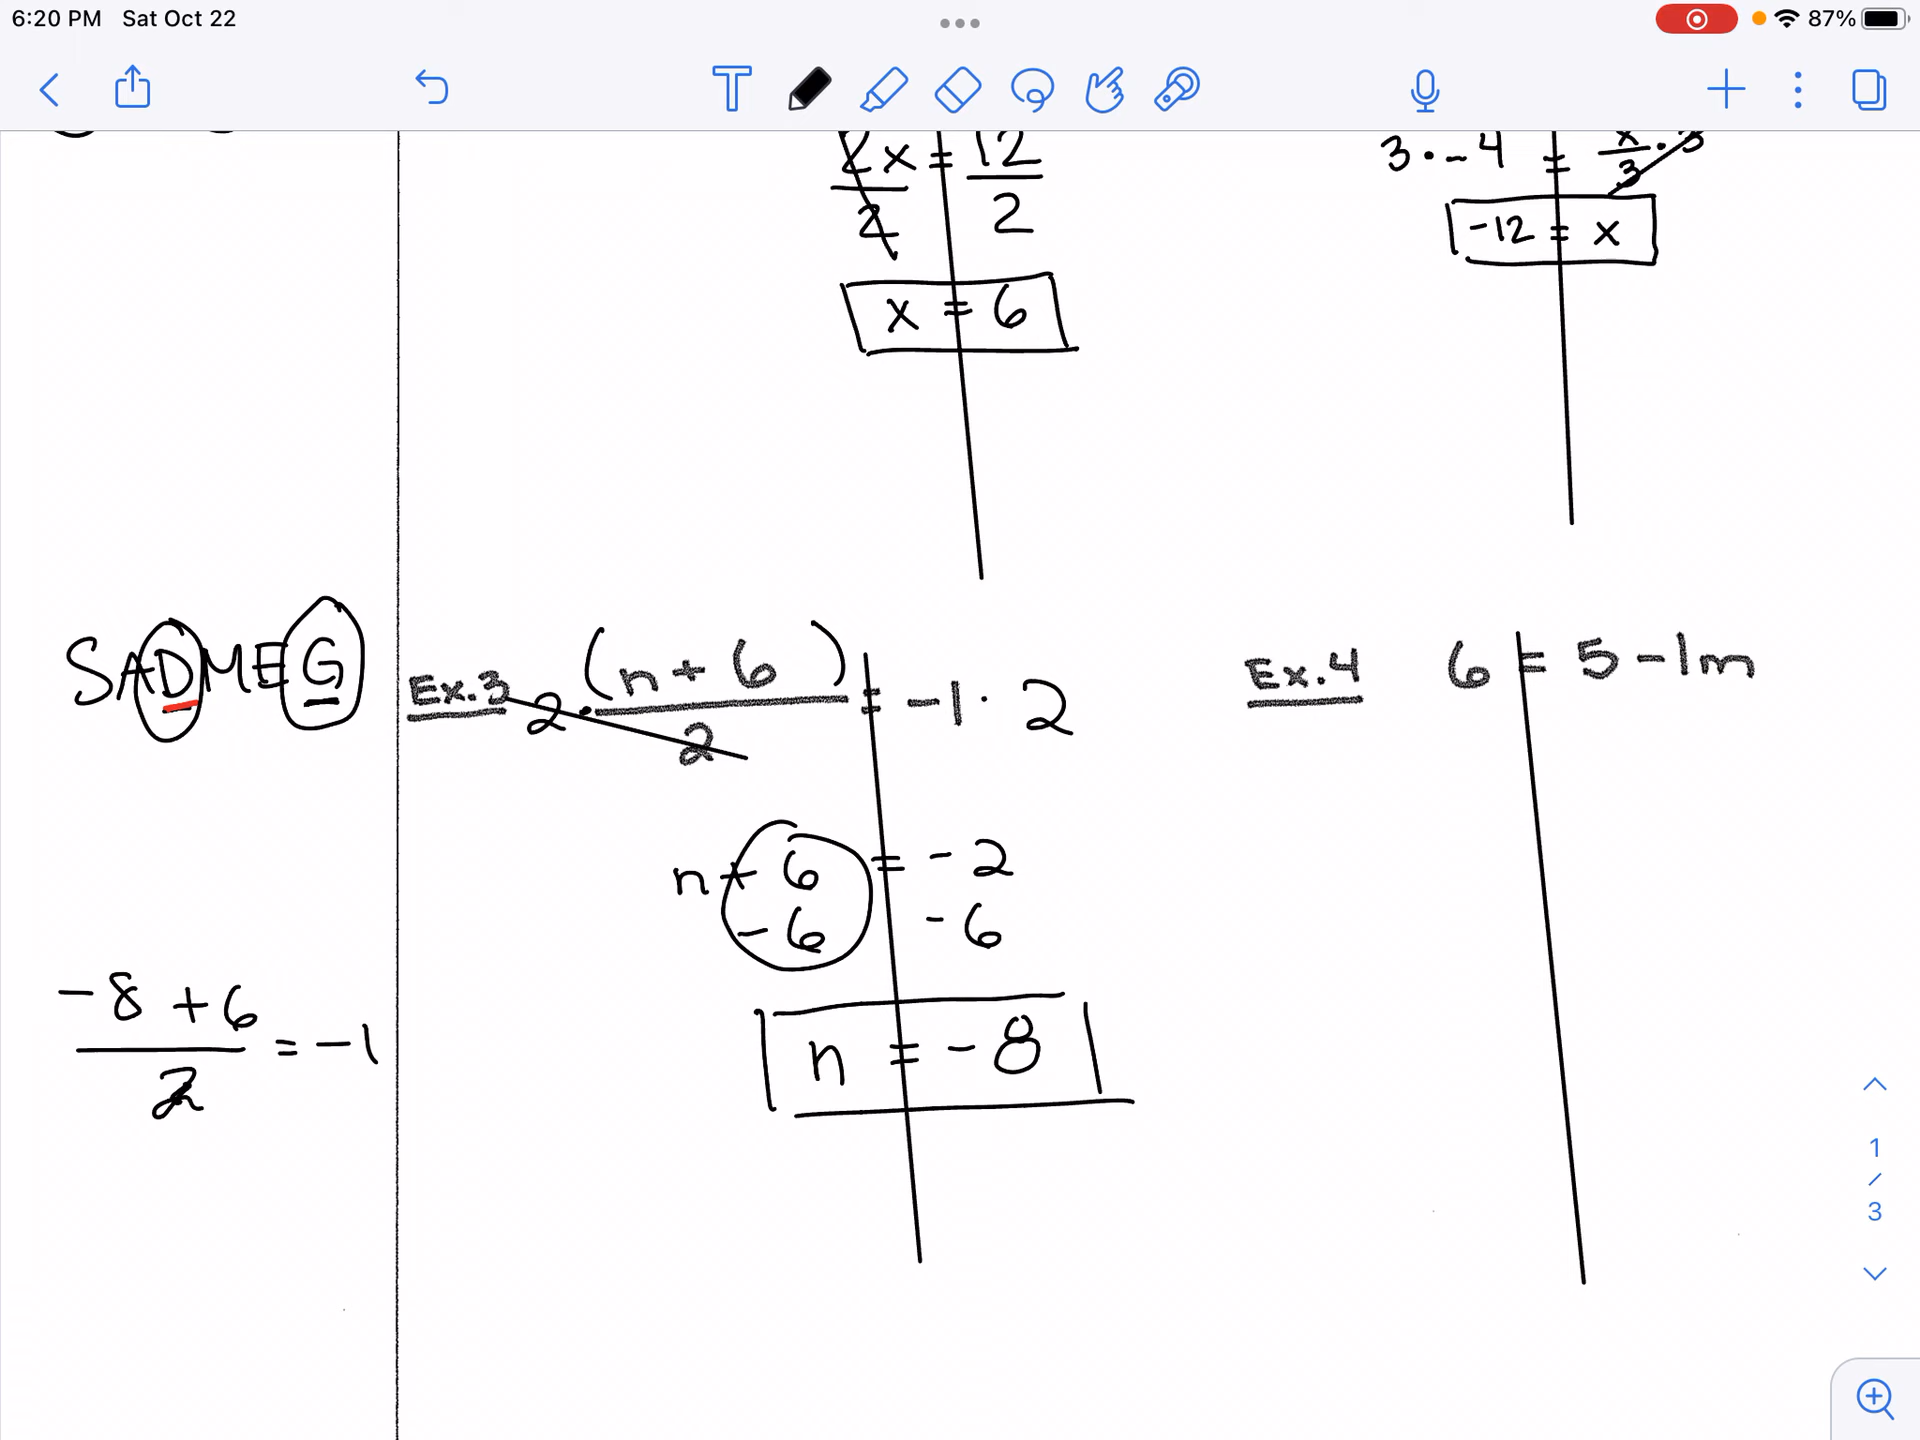 6:20 PM Sat Oct 22
87%
2x = 12
2 2
x = 6
3 · -4 = x/3 · 3
-12 = x
SADMEG
Ex.3 2 · (n + 6) = -1 · 2
2
n + 6 = -2
- 6 - 6
n = -8
-8 + 6 = -1
2
Ex.4 6 = 5 - 1m
1
/
3